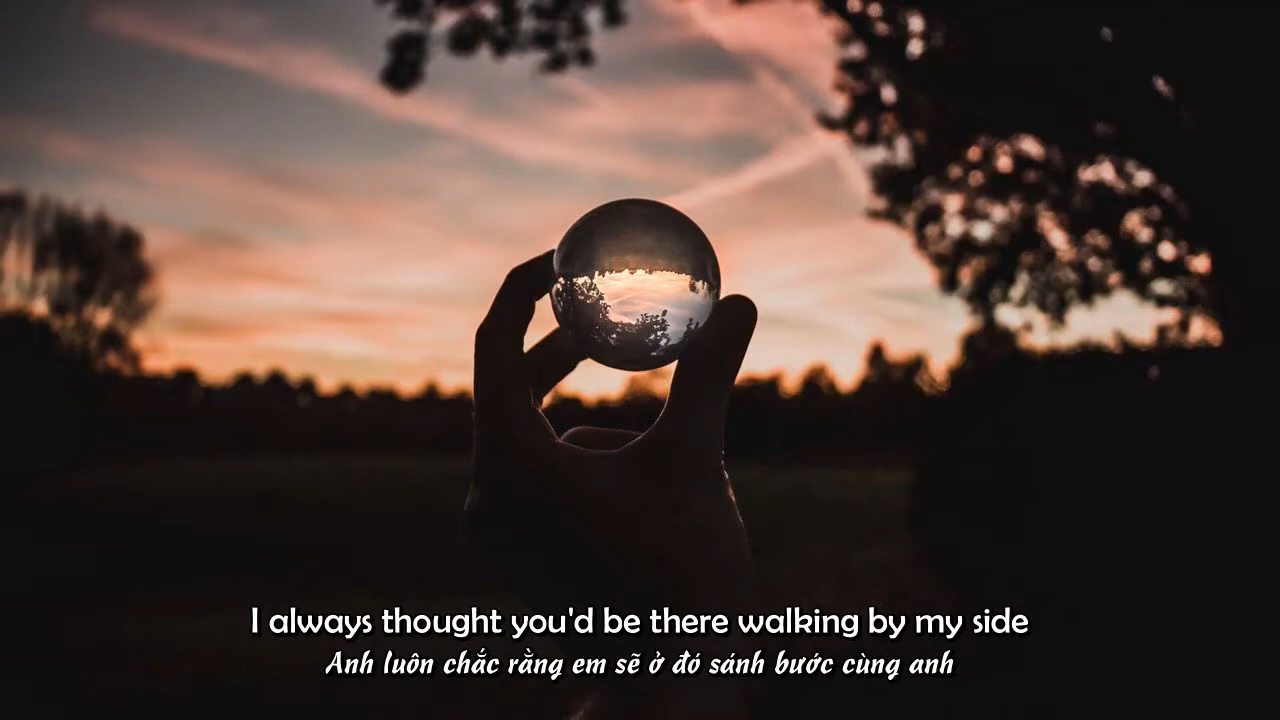 I always thought you'd be there walking by my side
Anh luôn chắc rằng em sẽ ở đó sánh bước cùng anh